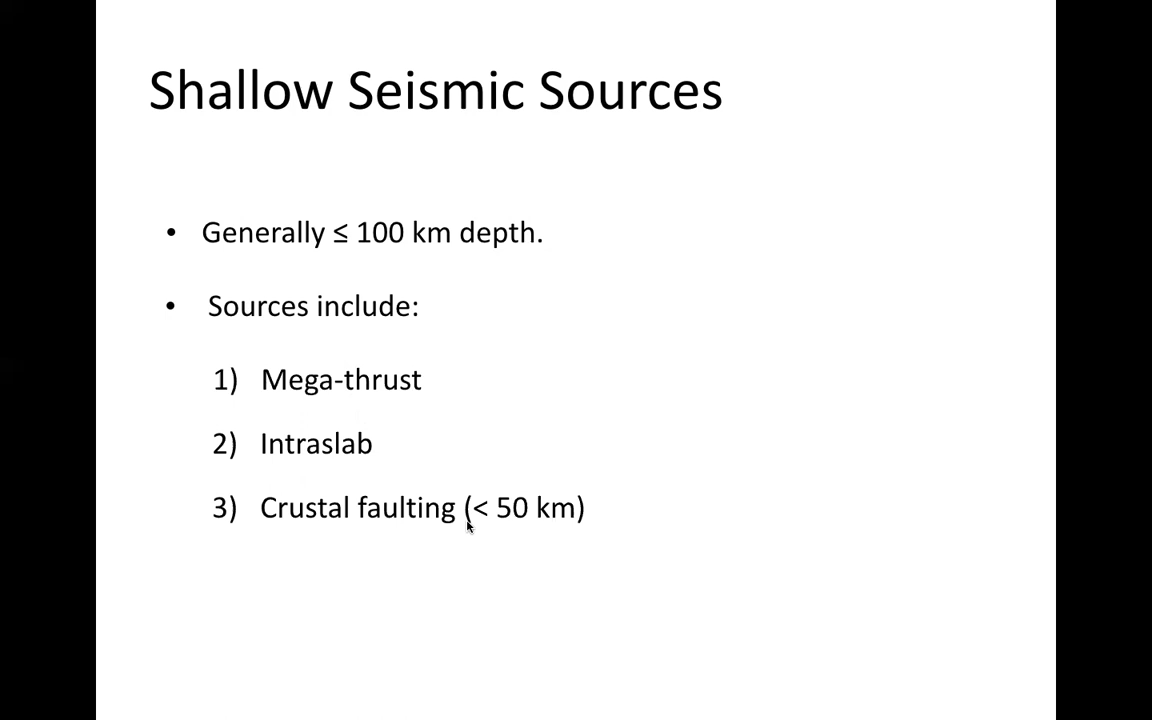 Shallow Seismic Sources
• Generally ≤ 100 km depth.
• Sources include:
1) Mega-thrust
2) Intraslab
3) Crustal faulting (< 50 km)